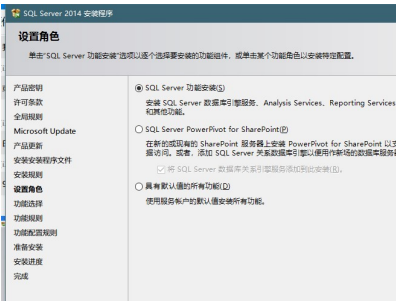 SQL Server 2014 安装程序
设置角色
单击"SQL Server 功能安装"选项以逐个选择要安装的功能组件，或单击某个功能角色以安装特定配置。
产品密钥
许可条款
全局规则
Microsoft Update
产品更新
安装安装程序文件
安装规则
设置角色
功能选择
功能规则
功能配置规则
准备安装
安装进度
完成
SQL Server 功能安装(S)
安装 SQL Server 数据库引擎服务、Analysis Services、Reporting Services
和其他功能。
SQL Server PowerPivot for SharePoint(P)
在新的或现有的 SharePoint 服务器上安装 PowerPivot for SharePoint 以支
据访问。或者，添加 SQL Server 关系数据库引擎以便用作新场的数据库服务器
将 SQL Server 数据库关系引擎服务添加到此安装(R)。
具有默认值的所有功能(D)
使用服务帐户的默认值安装所有功能。